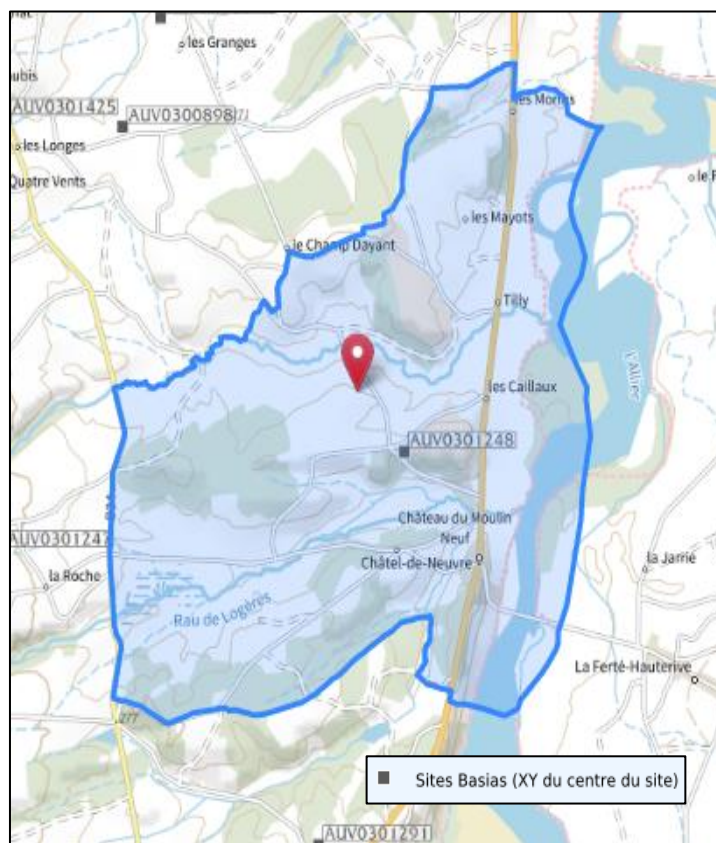 les Granges
AUV0301425
AUV0300898
271
les Morins
les Longes
Quatre Vents
les Mayots
le Champ Dayant
Tilly
L'Allier
les Caillaux
AUV0301248
Château du Moulin
Neuf
AUV0301247
Châtel-de-Neuvre
la Jarrie
la Roche
Rau de Logères
La Ferté-Hauterive
277
Sites Basias (XY du centre du site)
AUV0301291